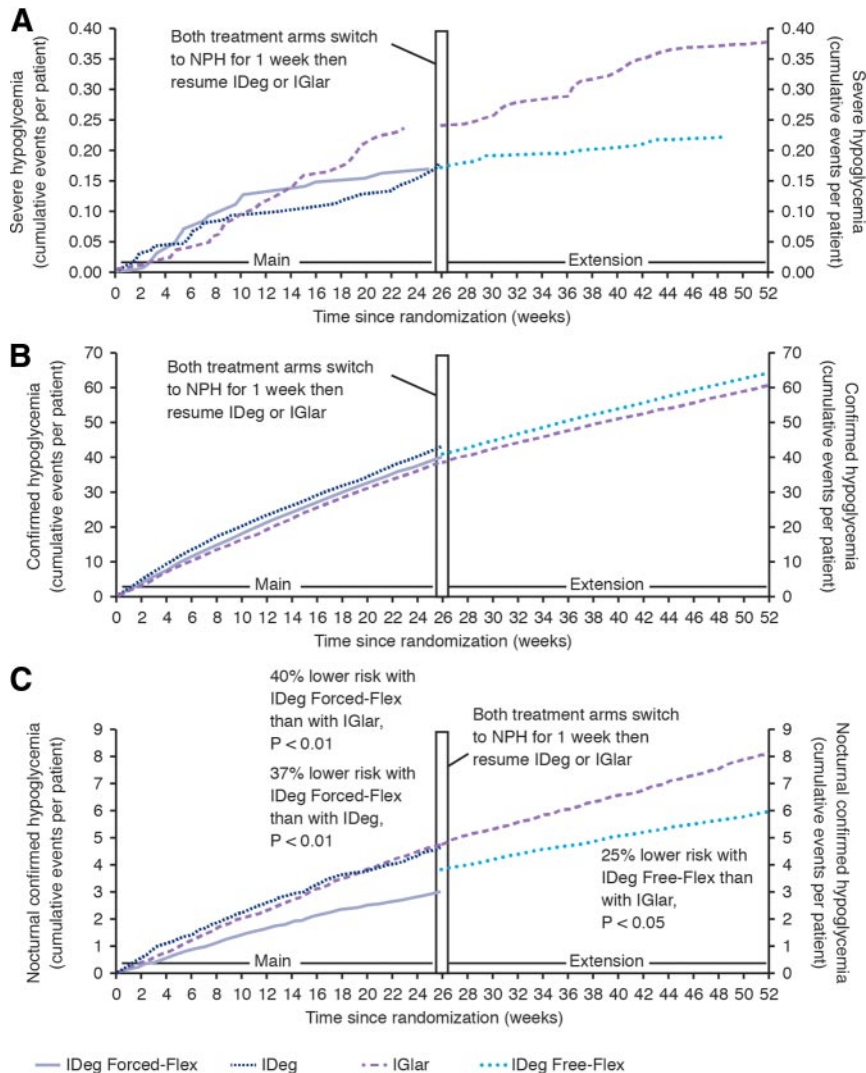 A
Severe hypoglycemia
(cumulative events per patient)
0.40
0.35
0.30
0.25
0.20
0.15
0.10
0.05
0.00
Both treatment arms switch
to NPH for 1 week then
resume IDeg or IGlar
Main
Extension
0.40
0.35
0.30
0.25
0.20
0.15
0.10
0.05
0.00
Severe hypoglycemia
(cumulative events per patient)
0 2 4 6 8 10 12 14 16 18 20 22 24 26 28 30 32 34 36 38 40 42 44 46 48 50 52
Time since randomization (weeks)
B
Confirmed hypoglycemia
(cumulative events per patient)
70
60
50
40
30
20
10
0
Both treatment arms switch
to NPH for 1 week then
resume IDeg or IGlar
Main
Extension
70
60
50
40
30
20
10
0
Confirmed hypoglycemia
(cumulative events per patient)
0 2 4 6 8 10 12 14 16 18 20 22 24 26 28 30 32 34 36 38 40 42 44 46 48 50 52
Time since randomization (weeks)
C
Nocturnal confirmed hypoglycemia
(cumulative events per patient)
9
8
7
6
5
4
3
2
1
0
40% lower risk with
IDeg Forced-Flex
than with IGlar,
P < 0.01
37% lower risk with
IDeg Forced-Flex
than with IDeg,
P < 0.01
Both treatment arms switch
to NPH for 1 week then
resume IDeg or IGlar
25% lower risk with
IDeg Free-Flex than
with IGlar,
P < 0.05
Main
Extension
9
8
7
6
5
4
3
2
1
0
Nocturnal confirmed hypoglycemia
(cumulative events per patient)
0 2 4 6 8 10 12 14 16 18 20 22 24 26 28 30 32 34 36 38 40 42 44 46 48 50 52
Time since randomization (weeks)
IDeg Forced-Flex IDeg IGlar IDeg Free-Flex